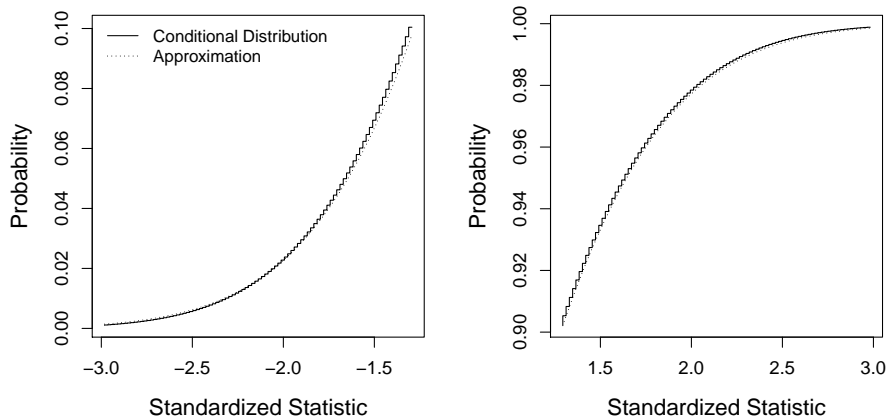 Conditional Distribution
Approximation
0.10
0.08
0.06
0.04
0.02
0.00
Probability
−3.0 −2.5 −2.0 −1.5
Standardized Statistic
1.00
0.98
0.96
0.94
0.92
0.90
Probability
1.5 2.0 2.5 3.0
Standardized Statistic